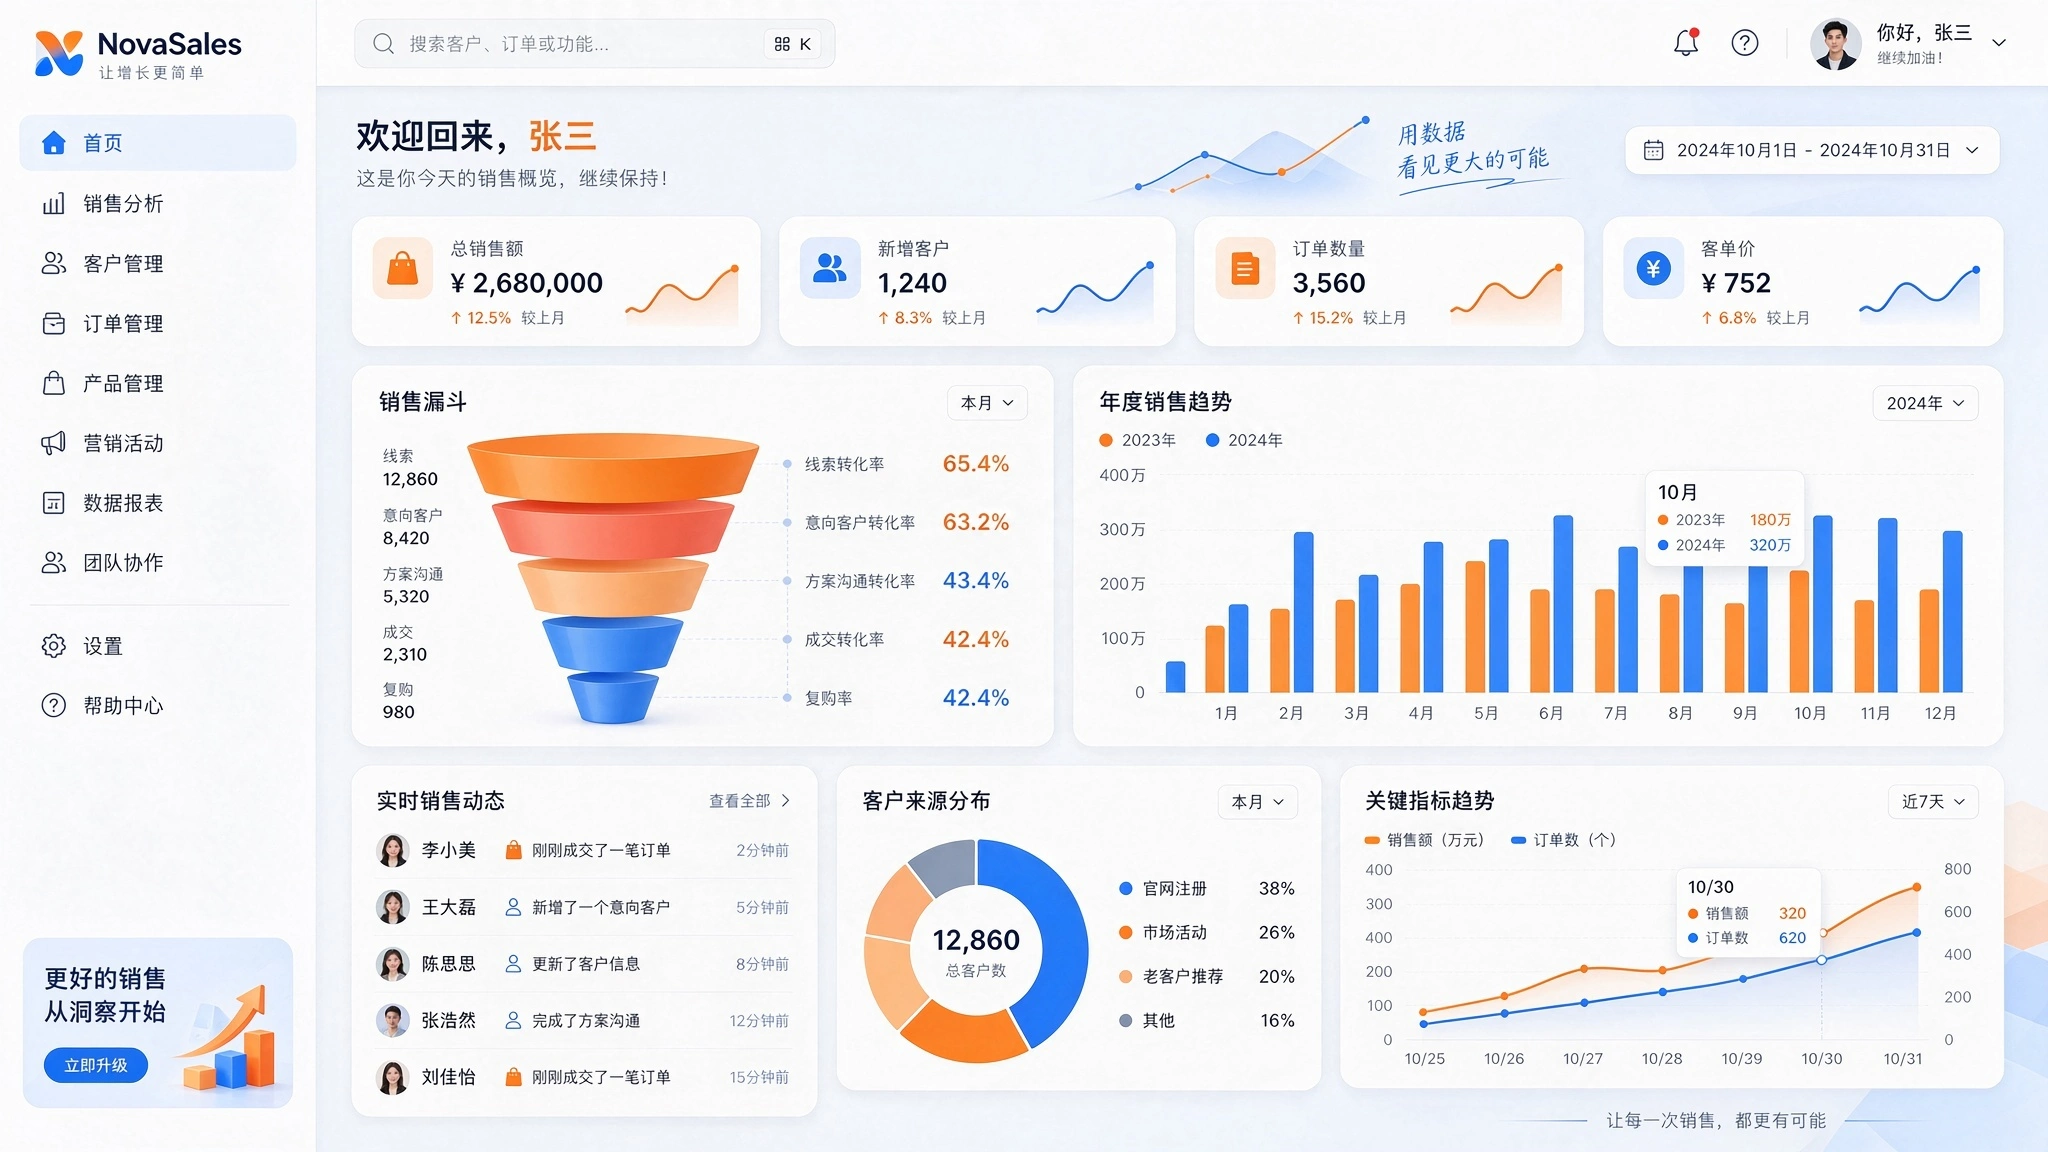 NovaSales
让增长更简单
首页
销售分析
客户管理
订单管理
产品管理
营销活动
数据报表
团队协作
设置
帮助中心
更好的销售
从洞察开始
立即升级
搜索客户、订单或功能...
K
你好，张三
继续加油！
欢迎回来，张三
这是你今天的销售概览，继续保持！
用数据
看见更大的可能
2024年10月1日 - 2024年10月31日
总销售额
¥ 2,680,000
↑ 12.5% 较上月
新增客户
1,240
↑ 8.3% 较上月
订单数量
3,560
↑ 15.2% 较上月
客单价
¥ 752
↑ 6.8% 较上月
销售漏斗
本月
线索
12,860
意向客户
8,420
方案沟通
5,320
成交
2,310
复购
980
线索转化率 65.4%
意向客户转化率 63.2%
方案沟通转化率 43.4%
成交转化率 42.4%
复购率 42.4%
年度销售趋势
2024年
2023年 2024年
400万
300万
200万
100万
0
10月
2023年 180万
2024年 320万
1月 2月 3月 4月 5月 6月 7月 8月 9月 10月 11月 12月
实时销售动态
查看全部
李小美 刚刚成交了一笔订单 2分钟前
王大磊 新增了一个意向客户 5分钟前
陈思思 更新了客户信息 8分钟前
张浩然 完成了方案沟通 12分钟前
刘佳怡 刚刚成交了一笔订单 15分钟前
客户来源分布
本月
12,860
总客户数
官网注册 38%
市场活动 26%
老客户推荐 20%
其他 16%
关键指标趋势
近7天
销售额（万元） 订单数（个）
400
300
400
200
100
0
800
600
400
200
0
10/30
销售额 320
订单数 620
10/25 10/26 10/27 10/28 10/39 10/30 10/31
让每一次销售，都更有可能